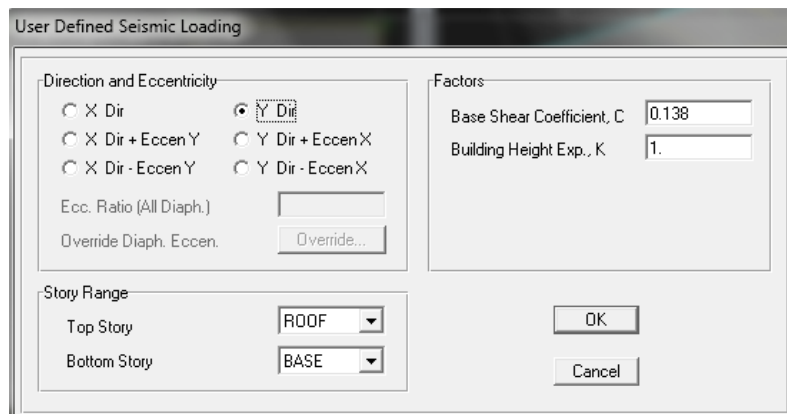 User Defined Seismic Loading
Direction and Eccentricity
X Dir
Y Dir
X Dir + Eccen Y
Y Dir + Eccen X
X Dir - Eccen Y
Y Dir - Eccen X
Ecc. Ratio (All Diaph.)
Override Diaph. Eccen.
Override...
Factors
Base Shear Coefficient, C
0.138
Building Height Exp., K
1.
Story Range
Top Story
ROOF
Bottom Story
BASE
OK
Cancel